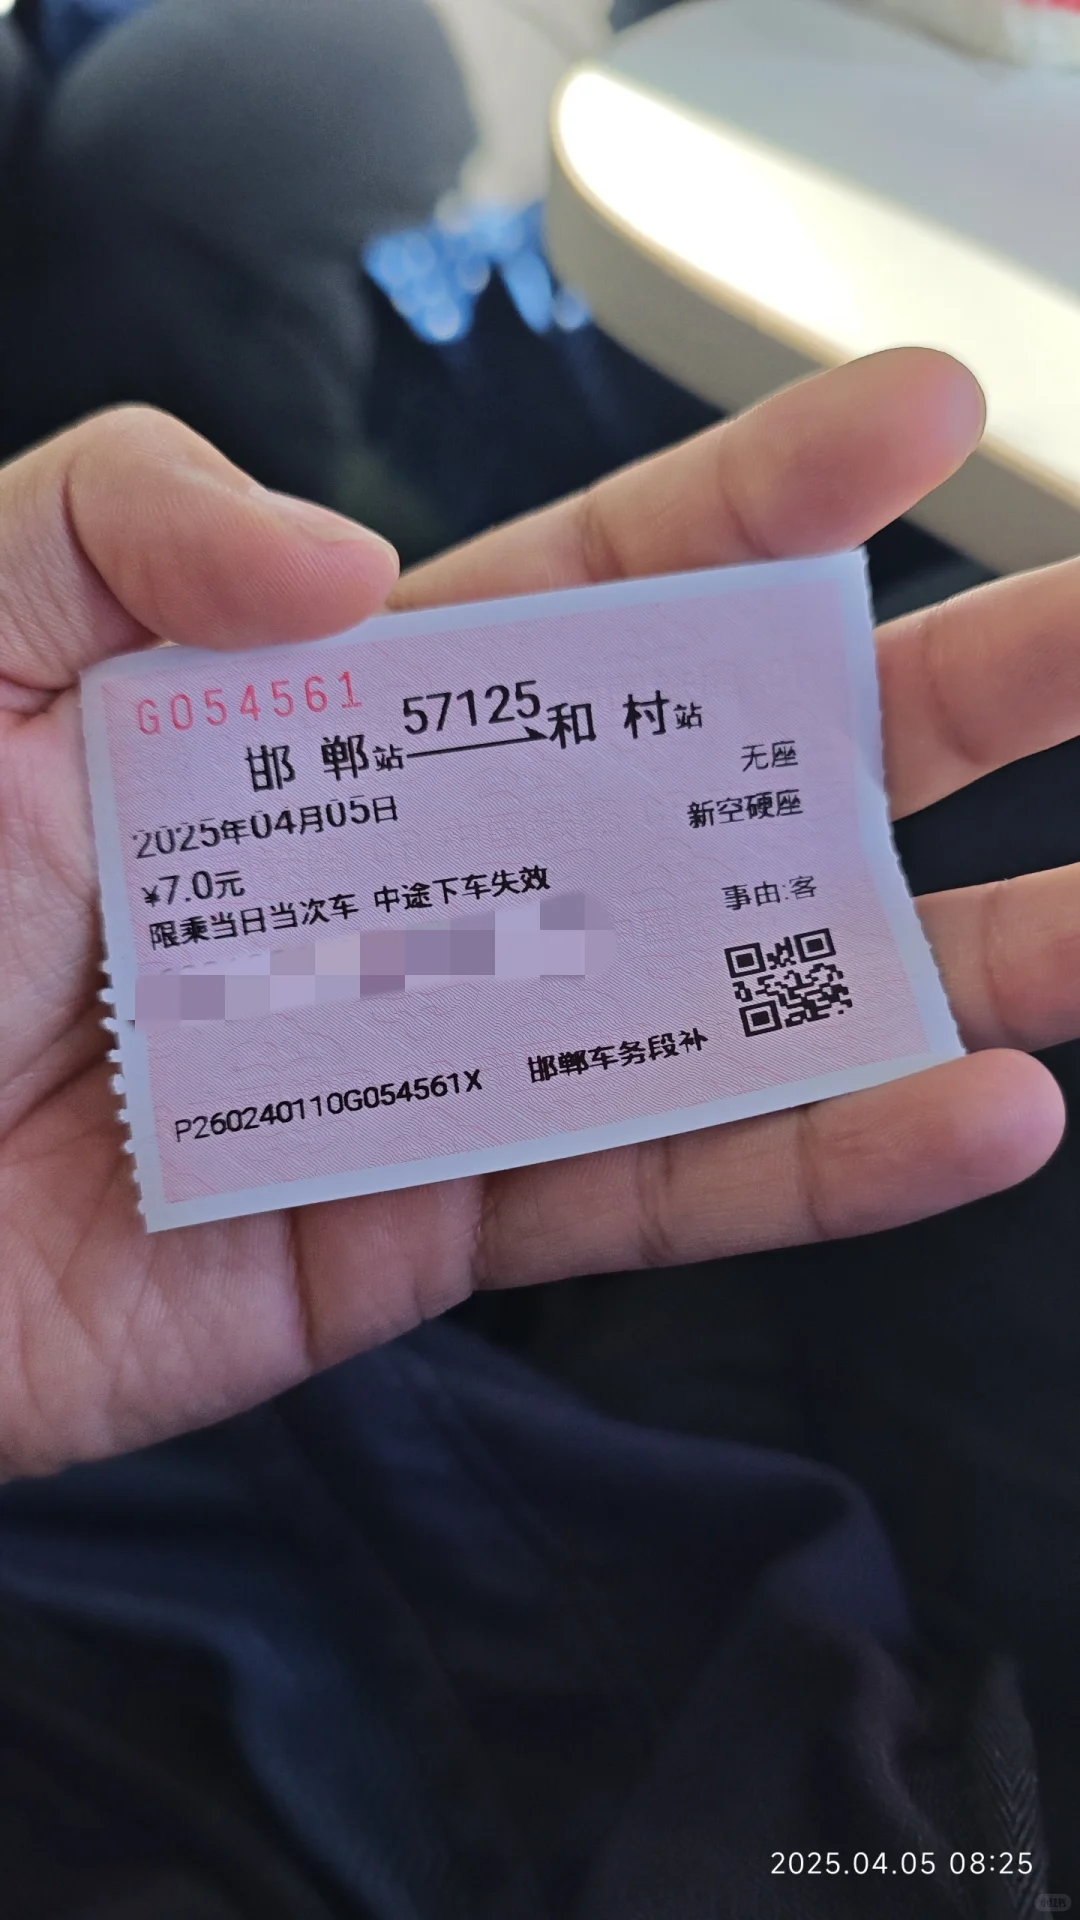 G054561
57125
邯郸站 和村站
2025年04月05日
无座
¥7.0元
新空硬座
限乘当日当次车 中途下车失效
事由:客
P260240110G054561X 邯郸车务段补
2025.04.05 08:25